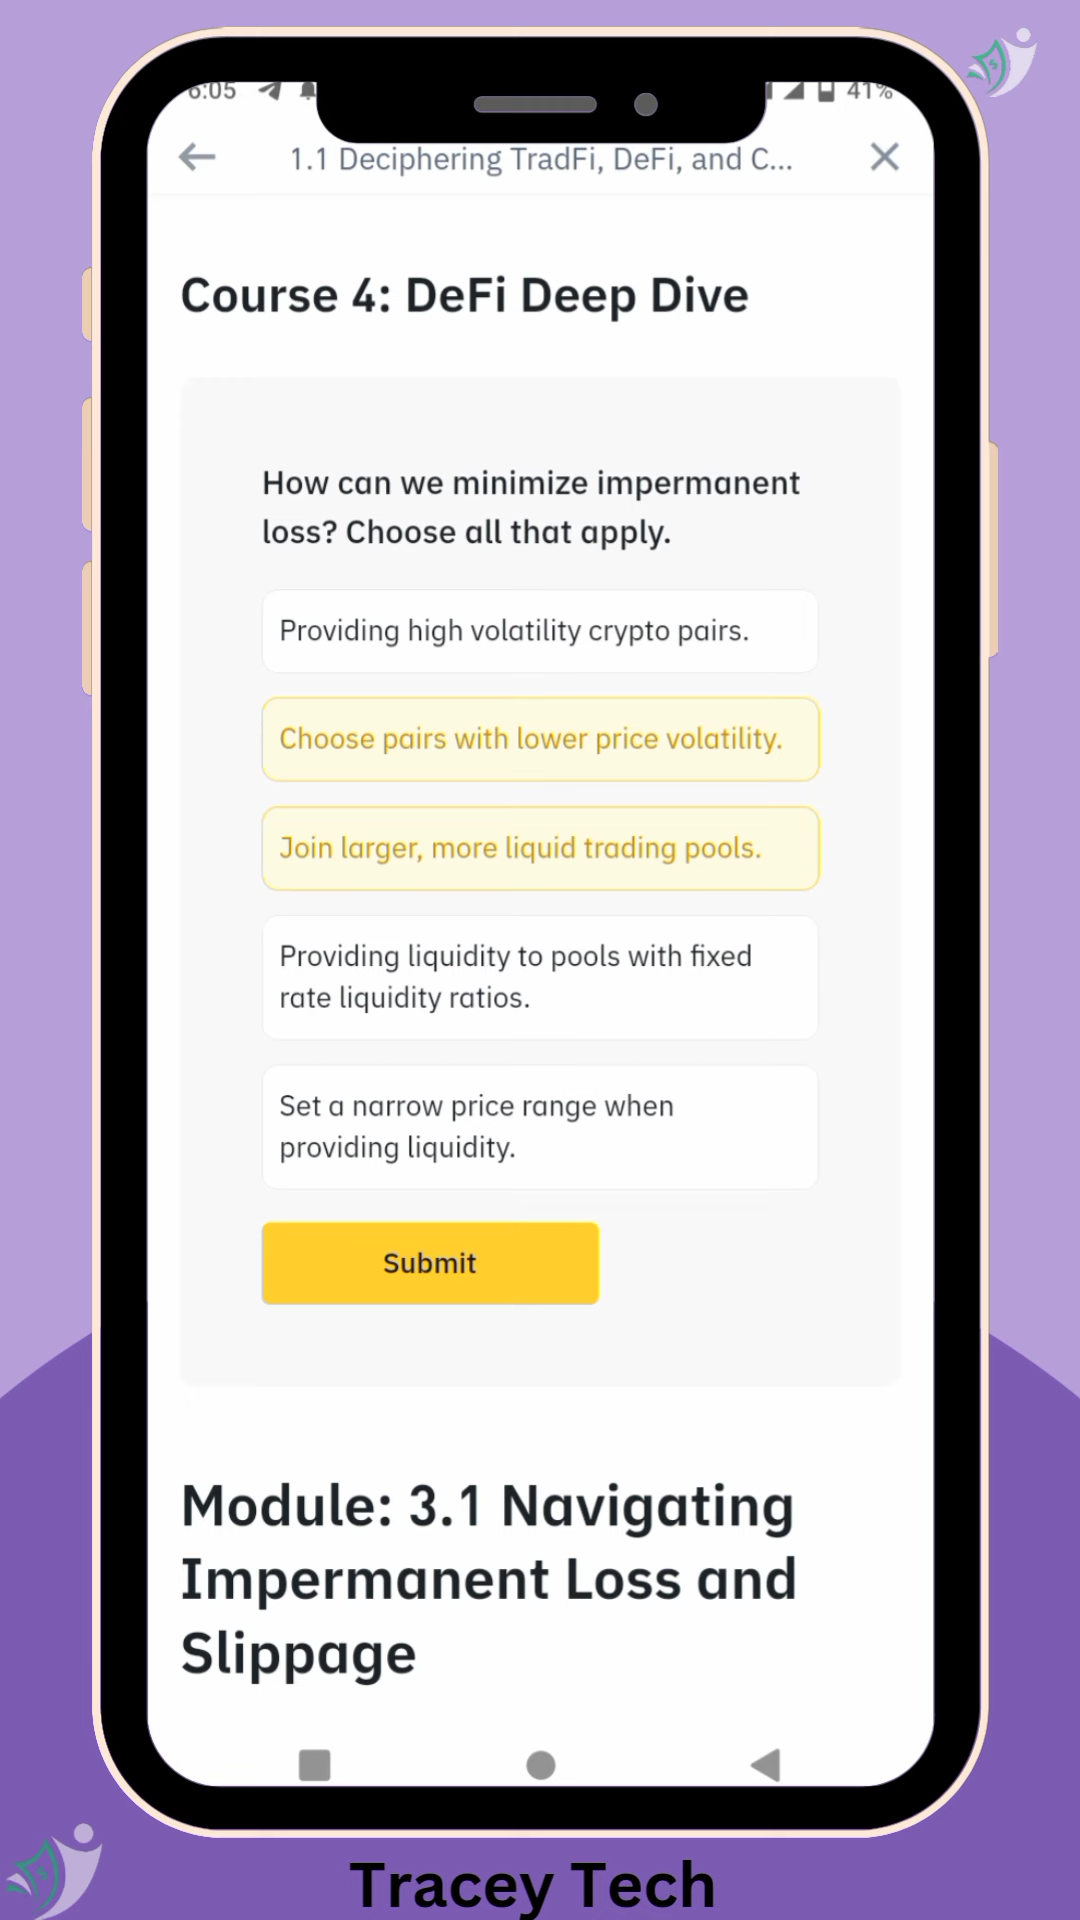 6:05
41%
1.1 Deciphering TradFi, DeFi, and C...
Course 4: DeFi Deep Dive
How can we minimize impermanent
loss? Choose all that apply.
Providing high volatility crypto pairs.
Choose pairs with lower price volatility.
Join larger, more liquid trading pools.
Providing liquidity to pools with fixed
rate liquidity ratios.
Set a narrow price range when
providing liquidity.
Submit
Module: 3.1 Navigating
Impermanent Loss and
Slippage
Tracey Tech